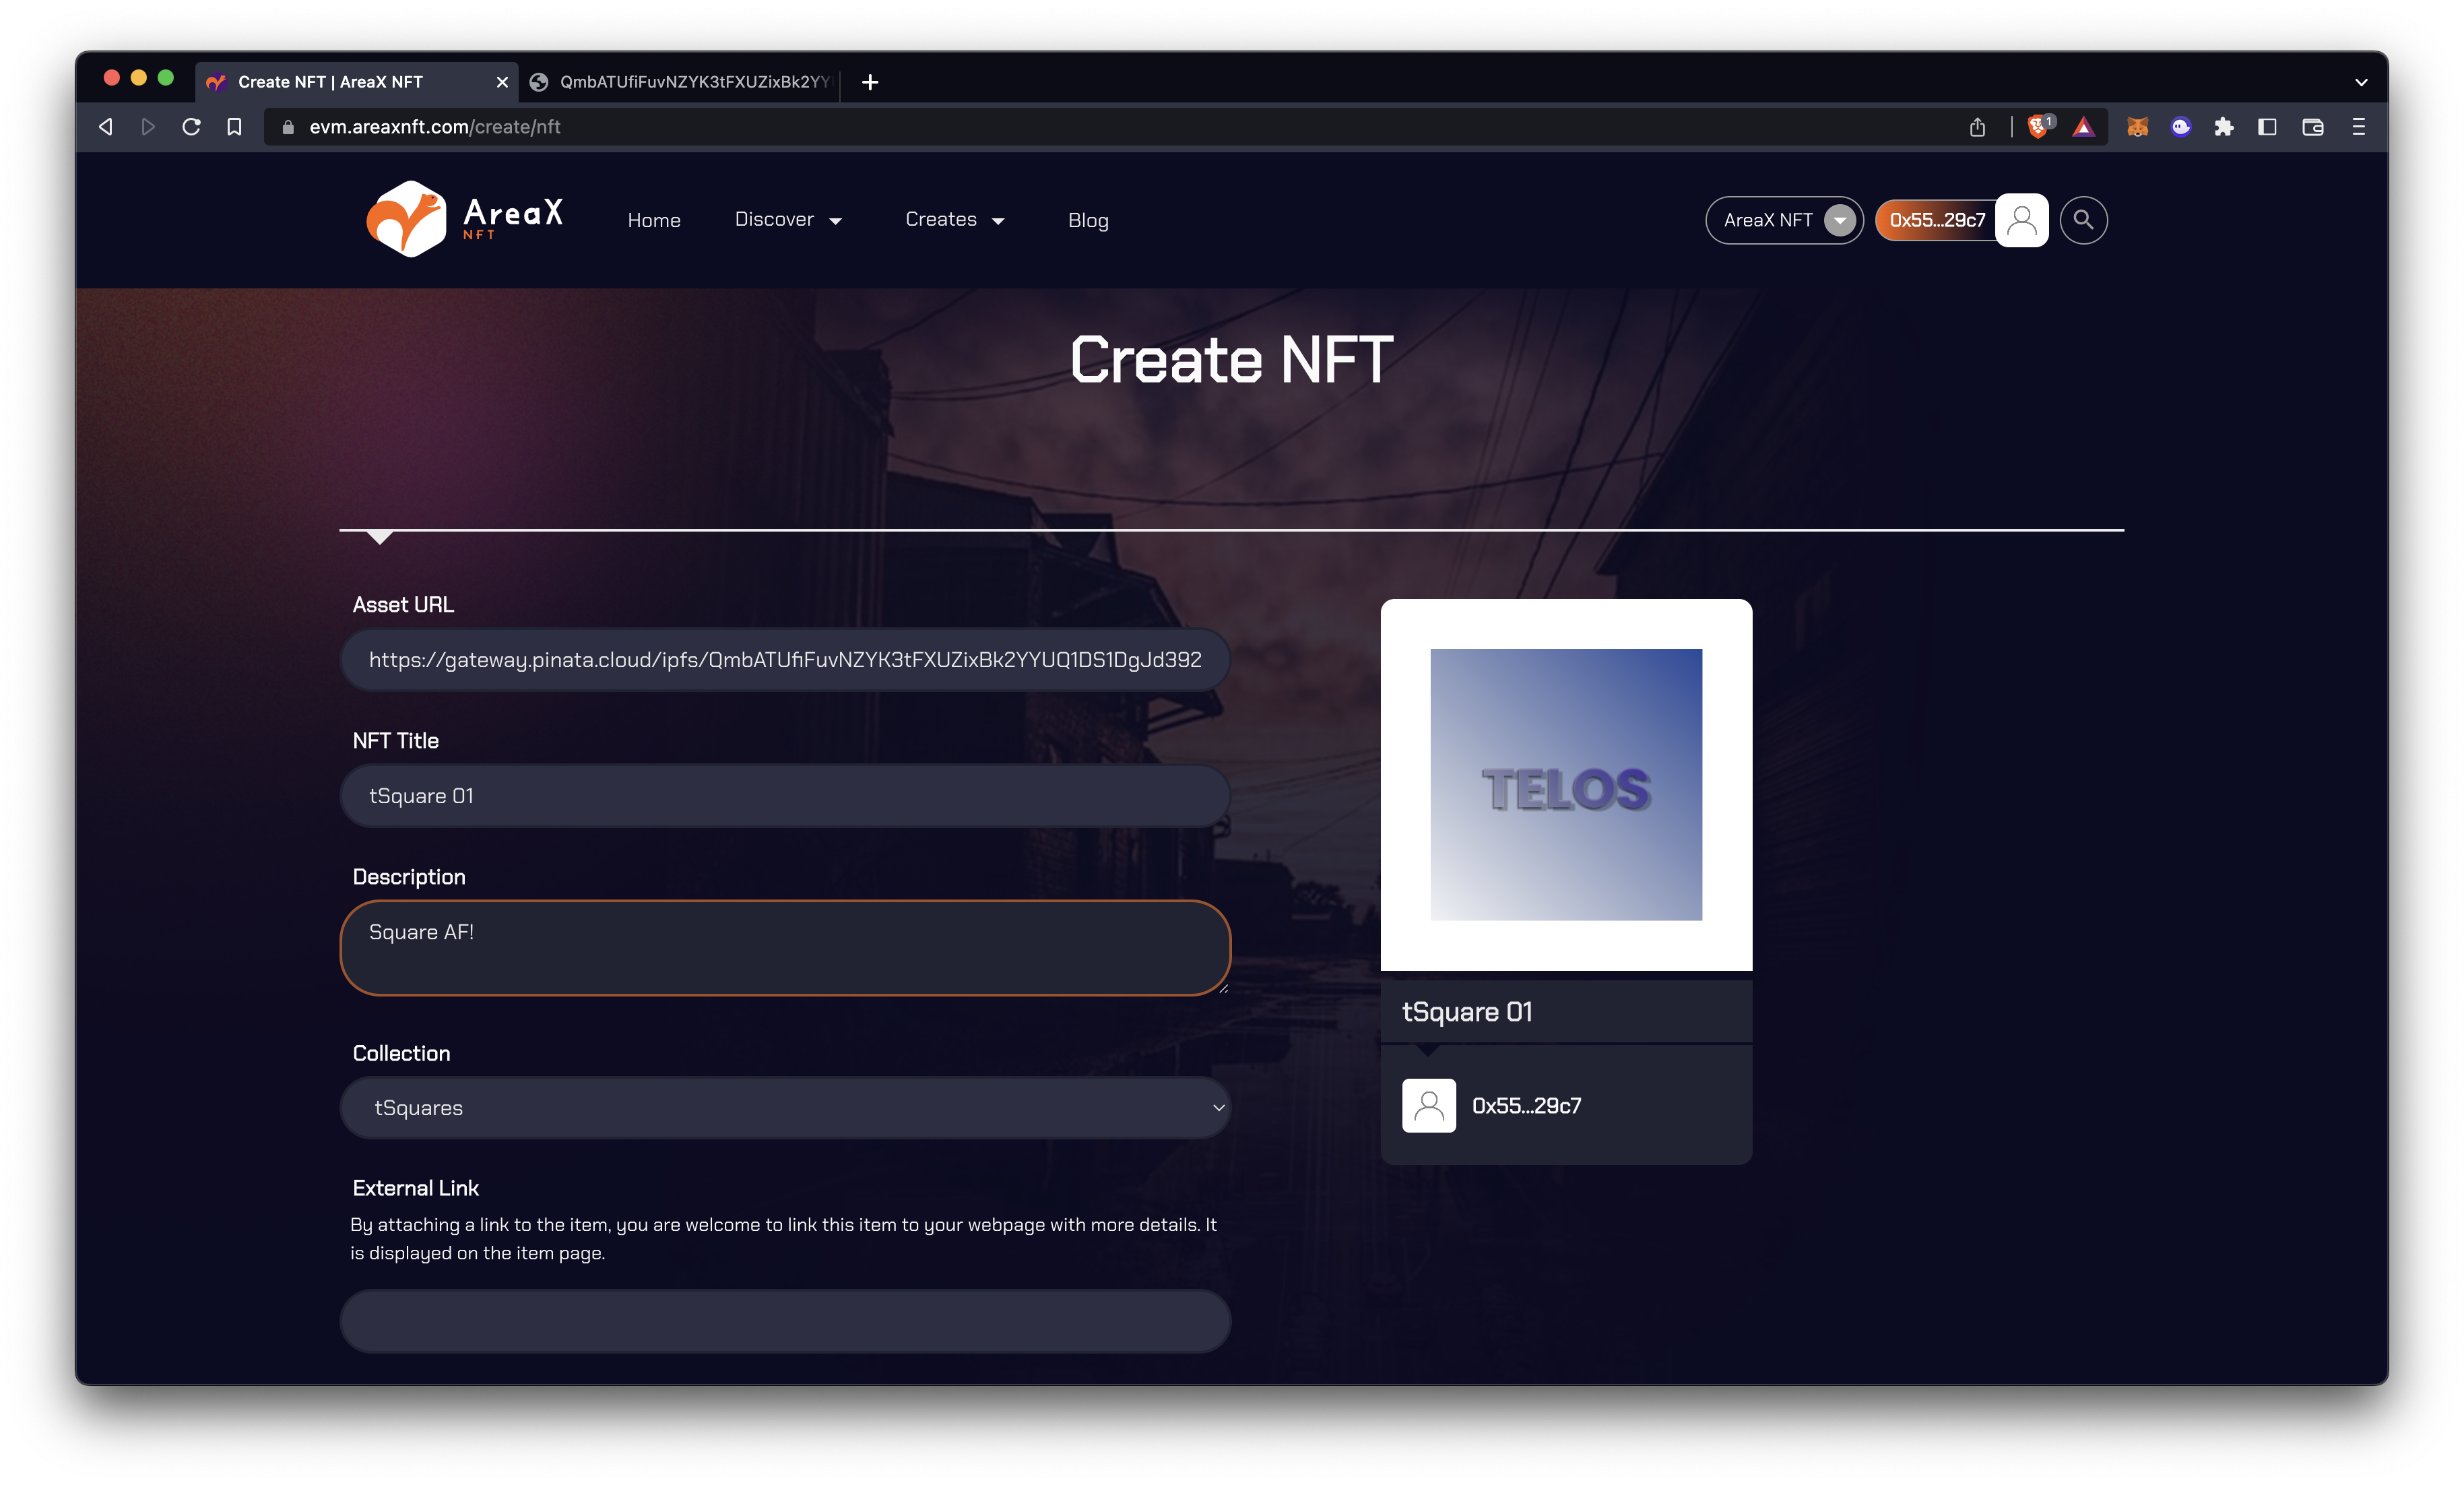 Create NFT | AreaX NFT
QmbATUfiFuvNZYK3tFXUZixBk2YY
evm.areaxnft.com/create/nft
1
AreaX
NFT
Home
Discover
Creates
Blog
AreaX NFT
0x55...29c7
Create NFT
Asset URL
https://gateway.pinata.cloud/ipfs/QmbATUfiFuvNZYK3tFXUZixBk2YYUQ1DS1DgJd392
NFT Title
tSquare 01
Description
Square AF!
Collection
tSquares
External Link
By attaching a link to the item, you are welcome to link this item to your webpage with more details. It
is displayed on the item page.
TELOS
tSquare 01
0x55...29c7